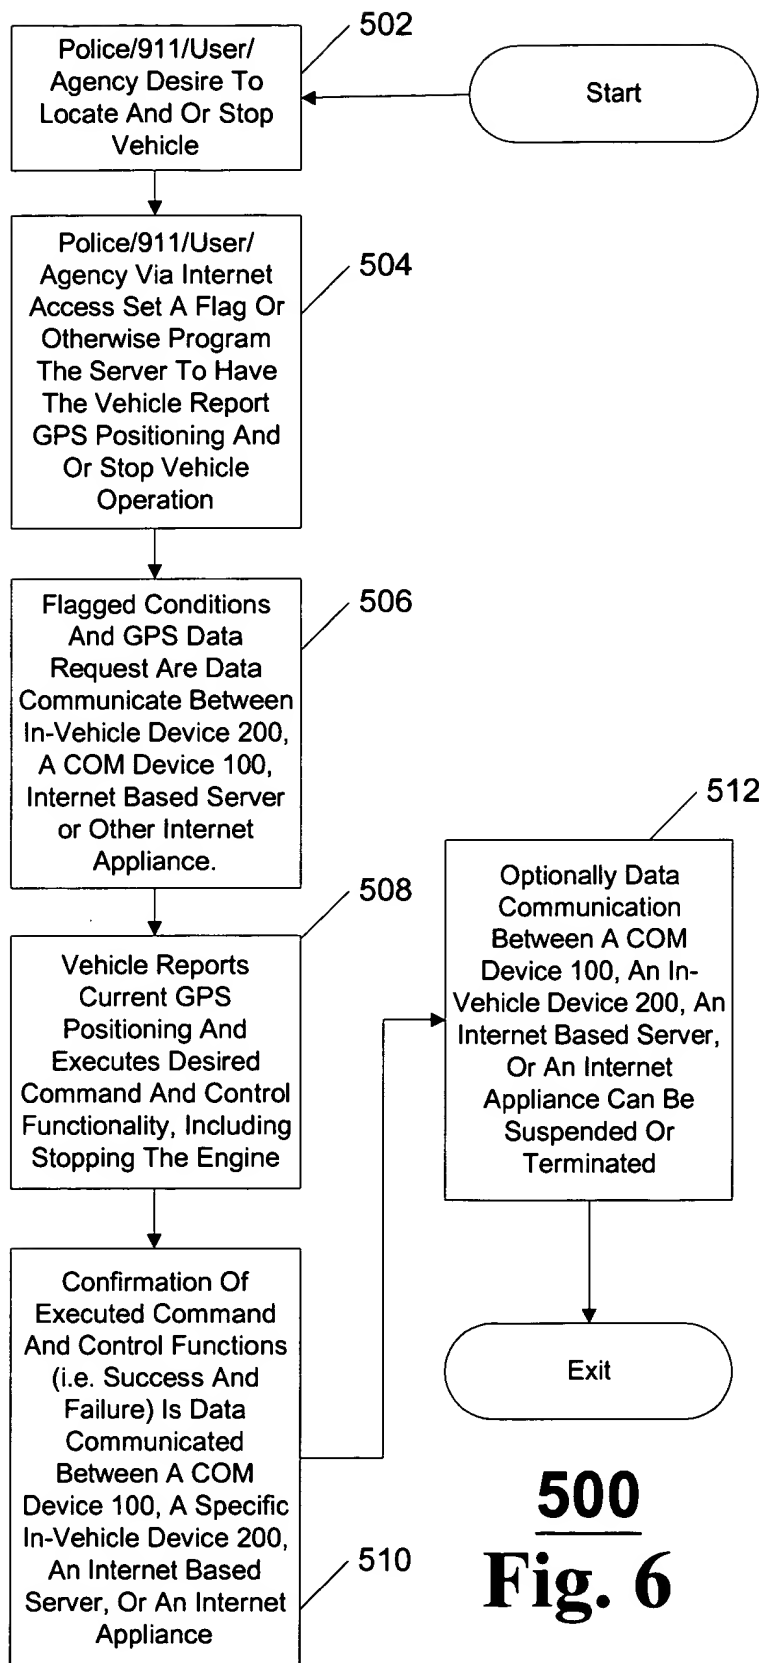 Start
502
Police/911/User/
Agency Desire To
Locate And Or Stop
Vehicle
504
Police/911/User/
Agency Via Internet
Access Set A Flag Or
Otherwise Program
The Server To Have
The Vehicle Report
GPS Positioning And
Or Stop Vehicle
Operation
506
Flagged Conditions
And GPS Data
Request Are Data
Communicate Between
In-Vehicle Device 200,
A COM Device 100,
Internet Based Server
or Other Internet
Appliance.
508
Vehicle Reports
Current GPS
Positioning And
Executes Desired
Command And Control
Functionality, Including
Stopping The Engine
510
Confirmation Of
Executed Command
And Control Functions
(i.e. Success And
Failure) Is Data
Communicated
Between A COM
Device 100, A Specific
In-Vehicle Device 200,
An Internet Based
Server, Or An Internet
Appliance
512
Optionally Data
Communication
Between A COM
Device 100, An In-
Vehicle Device 200, An
Internet Based Server,
Or An Internet
Appliance Can Be
Suspended Or
Terminated
Exit
500
Fig. 6